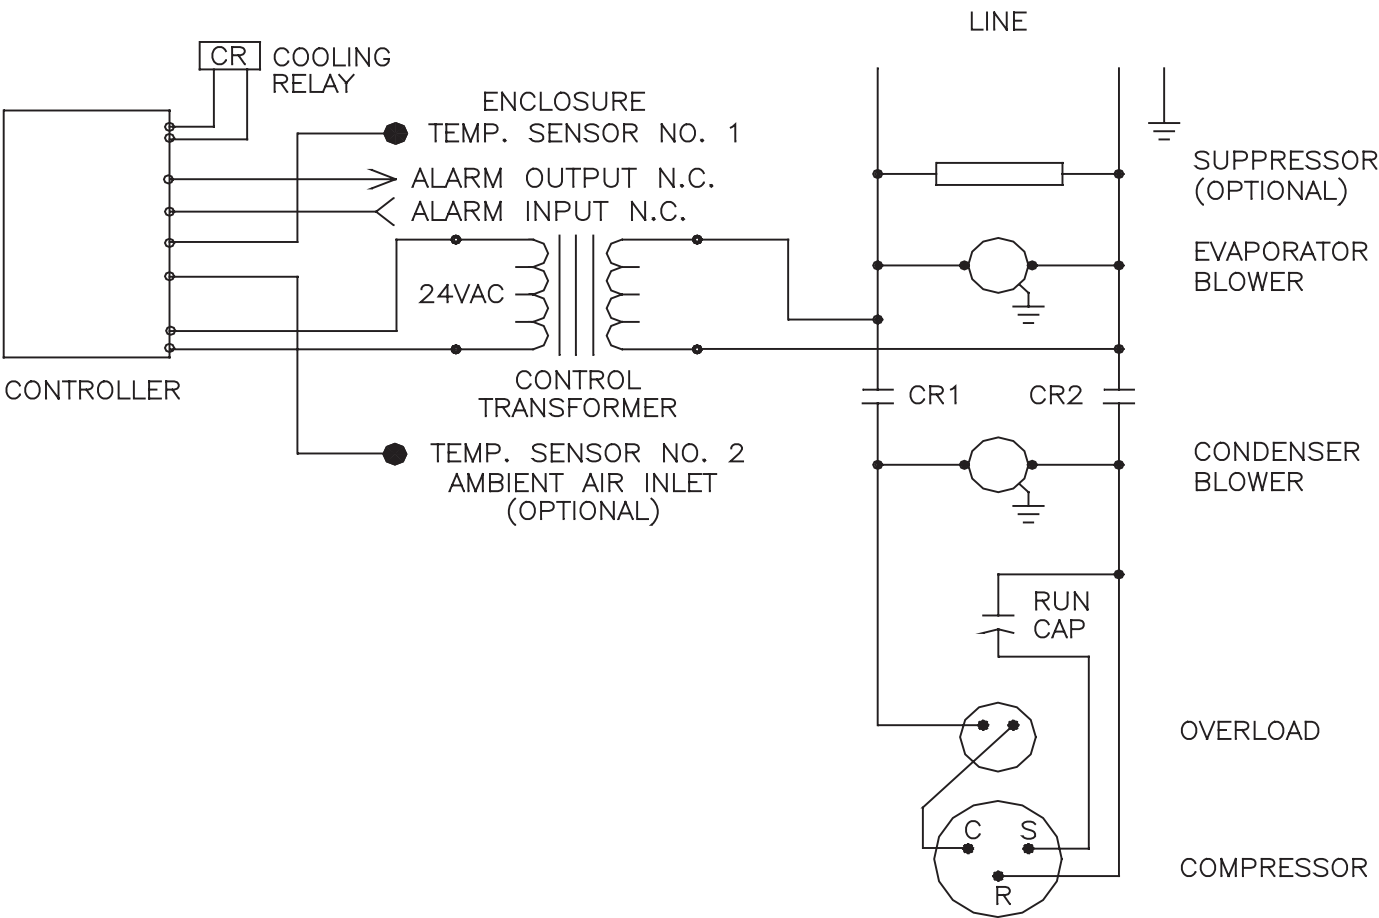 LINE
CR
COOLING
RELAY
ENCLOSURE
TEMP. SENSOR NO. 1
ALARM OUTPUT N.C.
ALARM INPUT N.C.
24VAC
CONTROLLER
CONTROL
TRANSFORMER
TEMP. SENSOR NO. 2
AMBIENT AIR INLET
(OPTIONAL)
SUPPRESSOR
(OPTIONAL)
EVAPORATOR
BLOWER
CR1
CR2
CONDENSER
BLOWER
RUN
CAP
OVERLOAD
C
S
R
COMPRESSOR